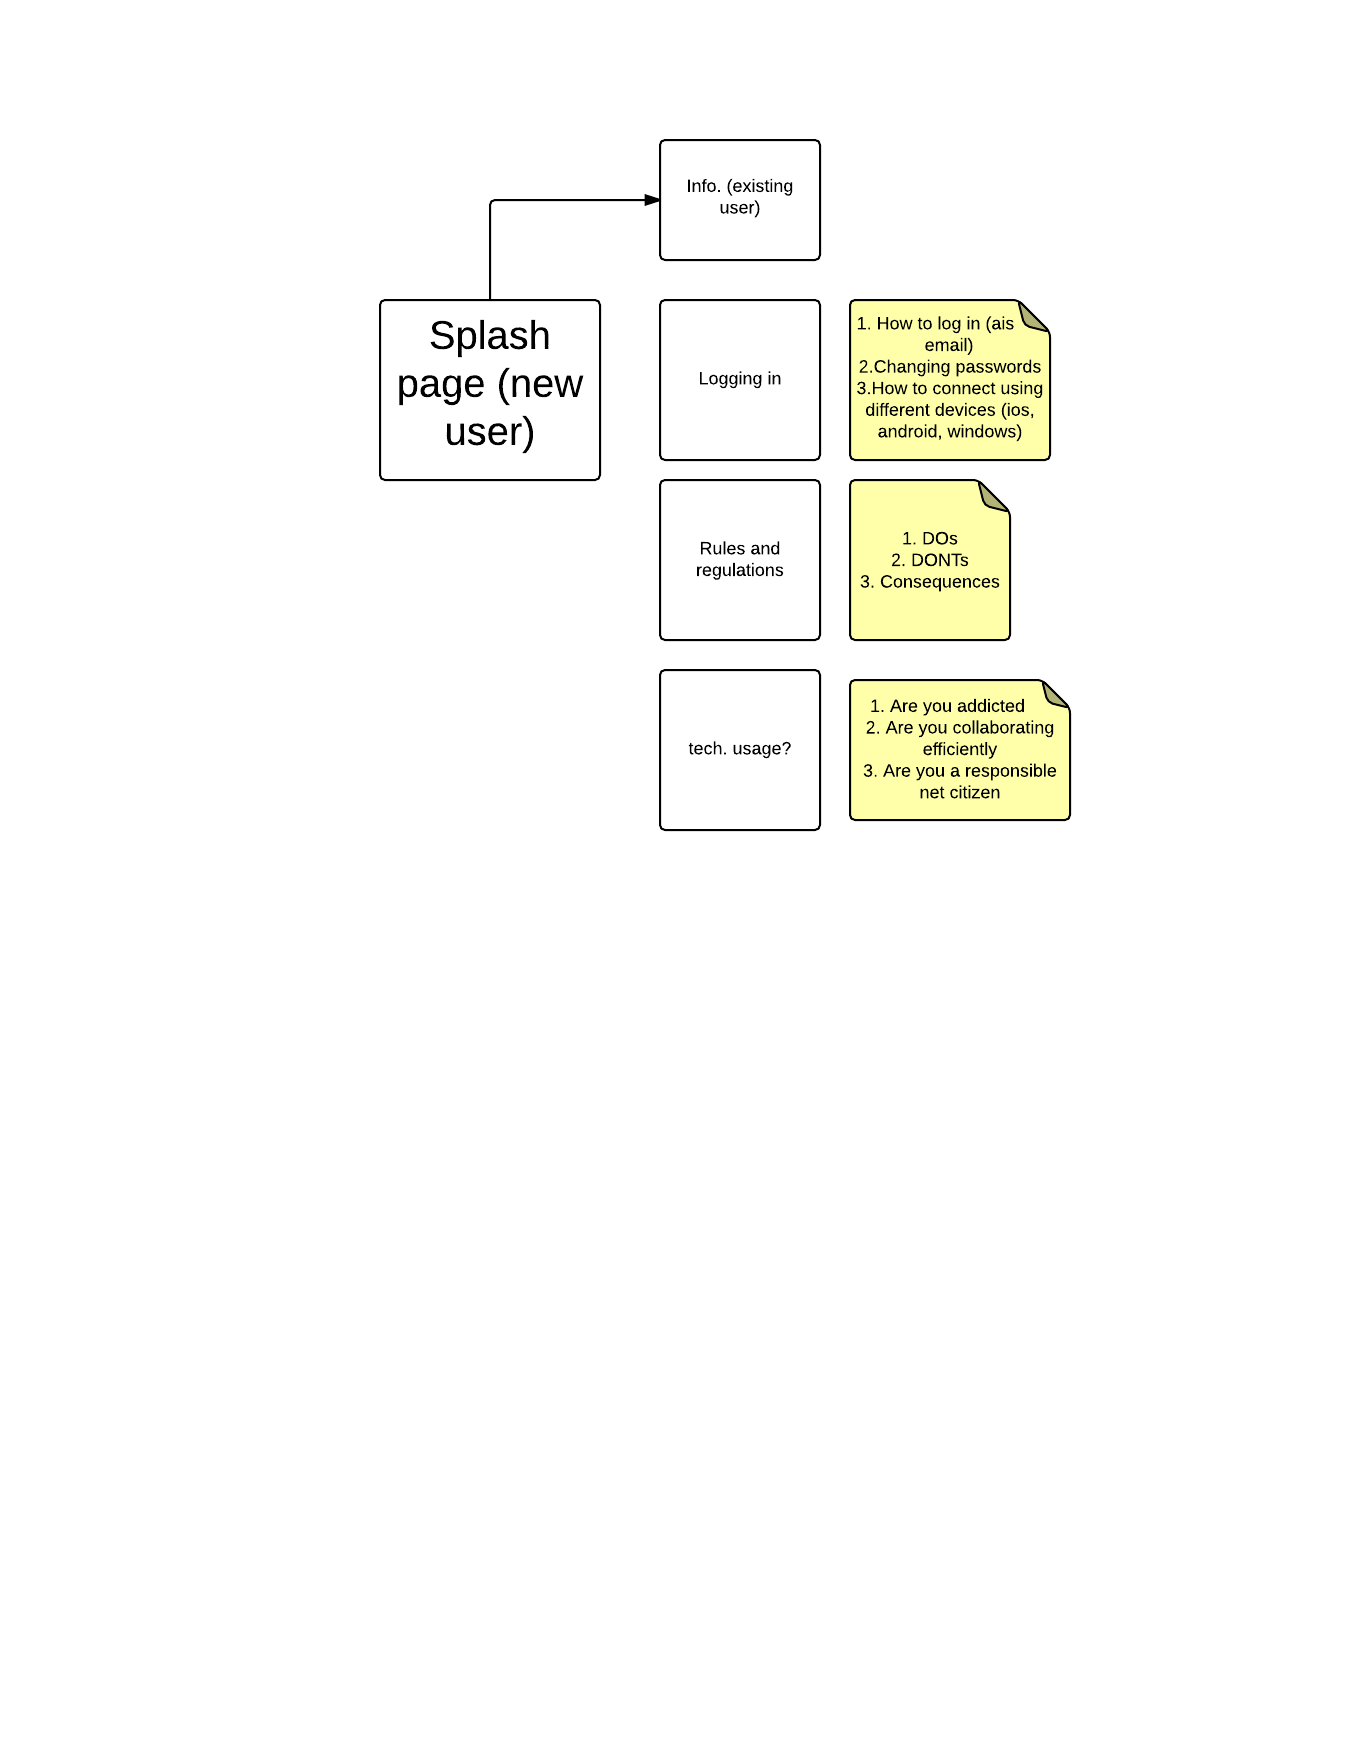 Info. (existing
user)
Splash
page (new
user)
Logging in
1. How to log in (ais
email)
2.Changing passwords
3.How to connect using
different devices (ios,
android, windows)
Rules and
regulations
1. DOs
2. DONTs
3. Consequences
tech. usage?
1. Are you addicted
2. Are you collaborating
efficiently
3. Are you a responsible
net citizen